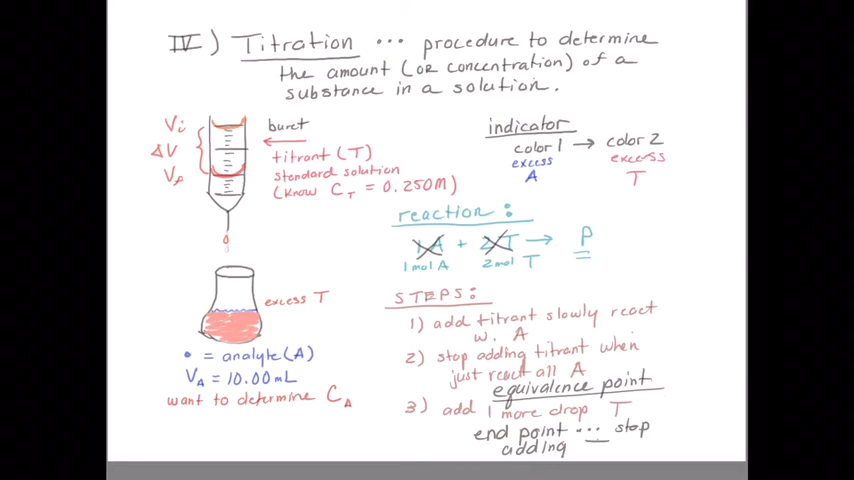 IV) Titration ... procedure to determine
the amount (OR concentration) of a
substance in a solution.
Vi
ΔV
Vf
buret
titrant (T)
standard solution
(know CT = 0.250M)
indicator
color 1 → color 2
excess
A
excess
T
reaction:
1A + 2T → P
1 mol A
2 mol T
excess T
• = analyte (A)
VA = 10.00 mL
want to determine CA
STEPS:
1) add titrant slowly react
w. A
2) stop adding titrant when
just react all A
equivalence point
3) add 1 more drop T
end point ... stop
adding